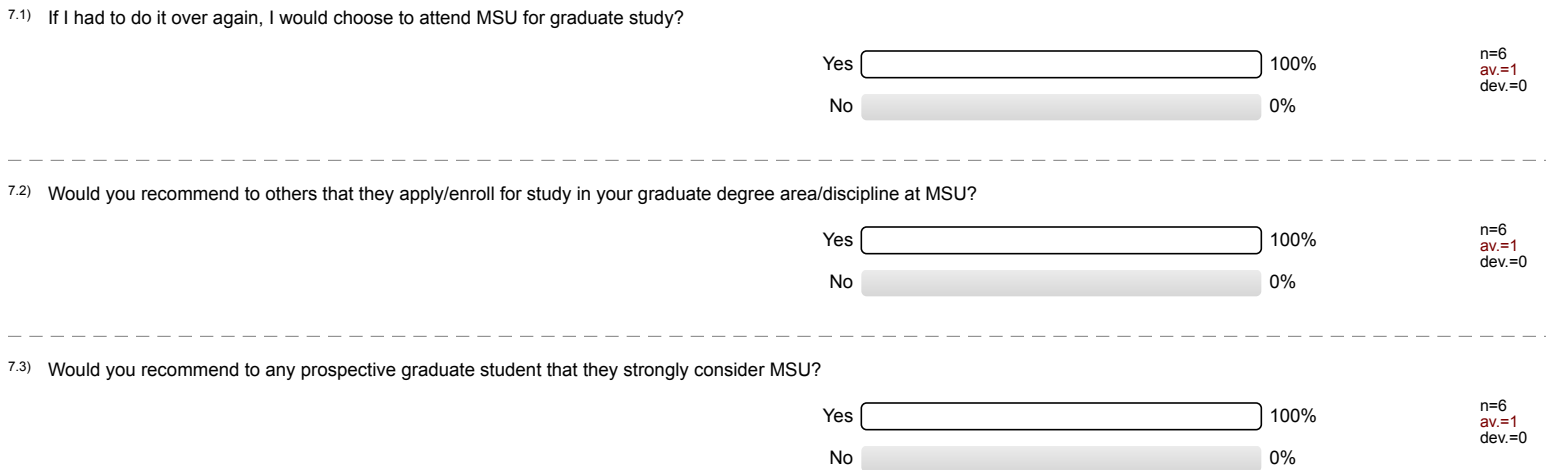 7.1) If I had to do it over again, I would choose to attend MSU for graduate study?
Yes 100% n=6
av.=1
dev.=0
No 0%
7.2) Would you recommend to others that they apply/enroll for study in your graduate degree area/discipline at MSU?
Yes 100% n=6
av.=1
dev.=0
No 0%
7.3) Would you recommend to any prospective graduate student that they strongly consider MSU?
Yes 100% n=6
av.=1
dev.=0
No 0%